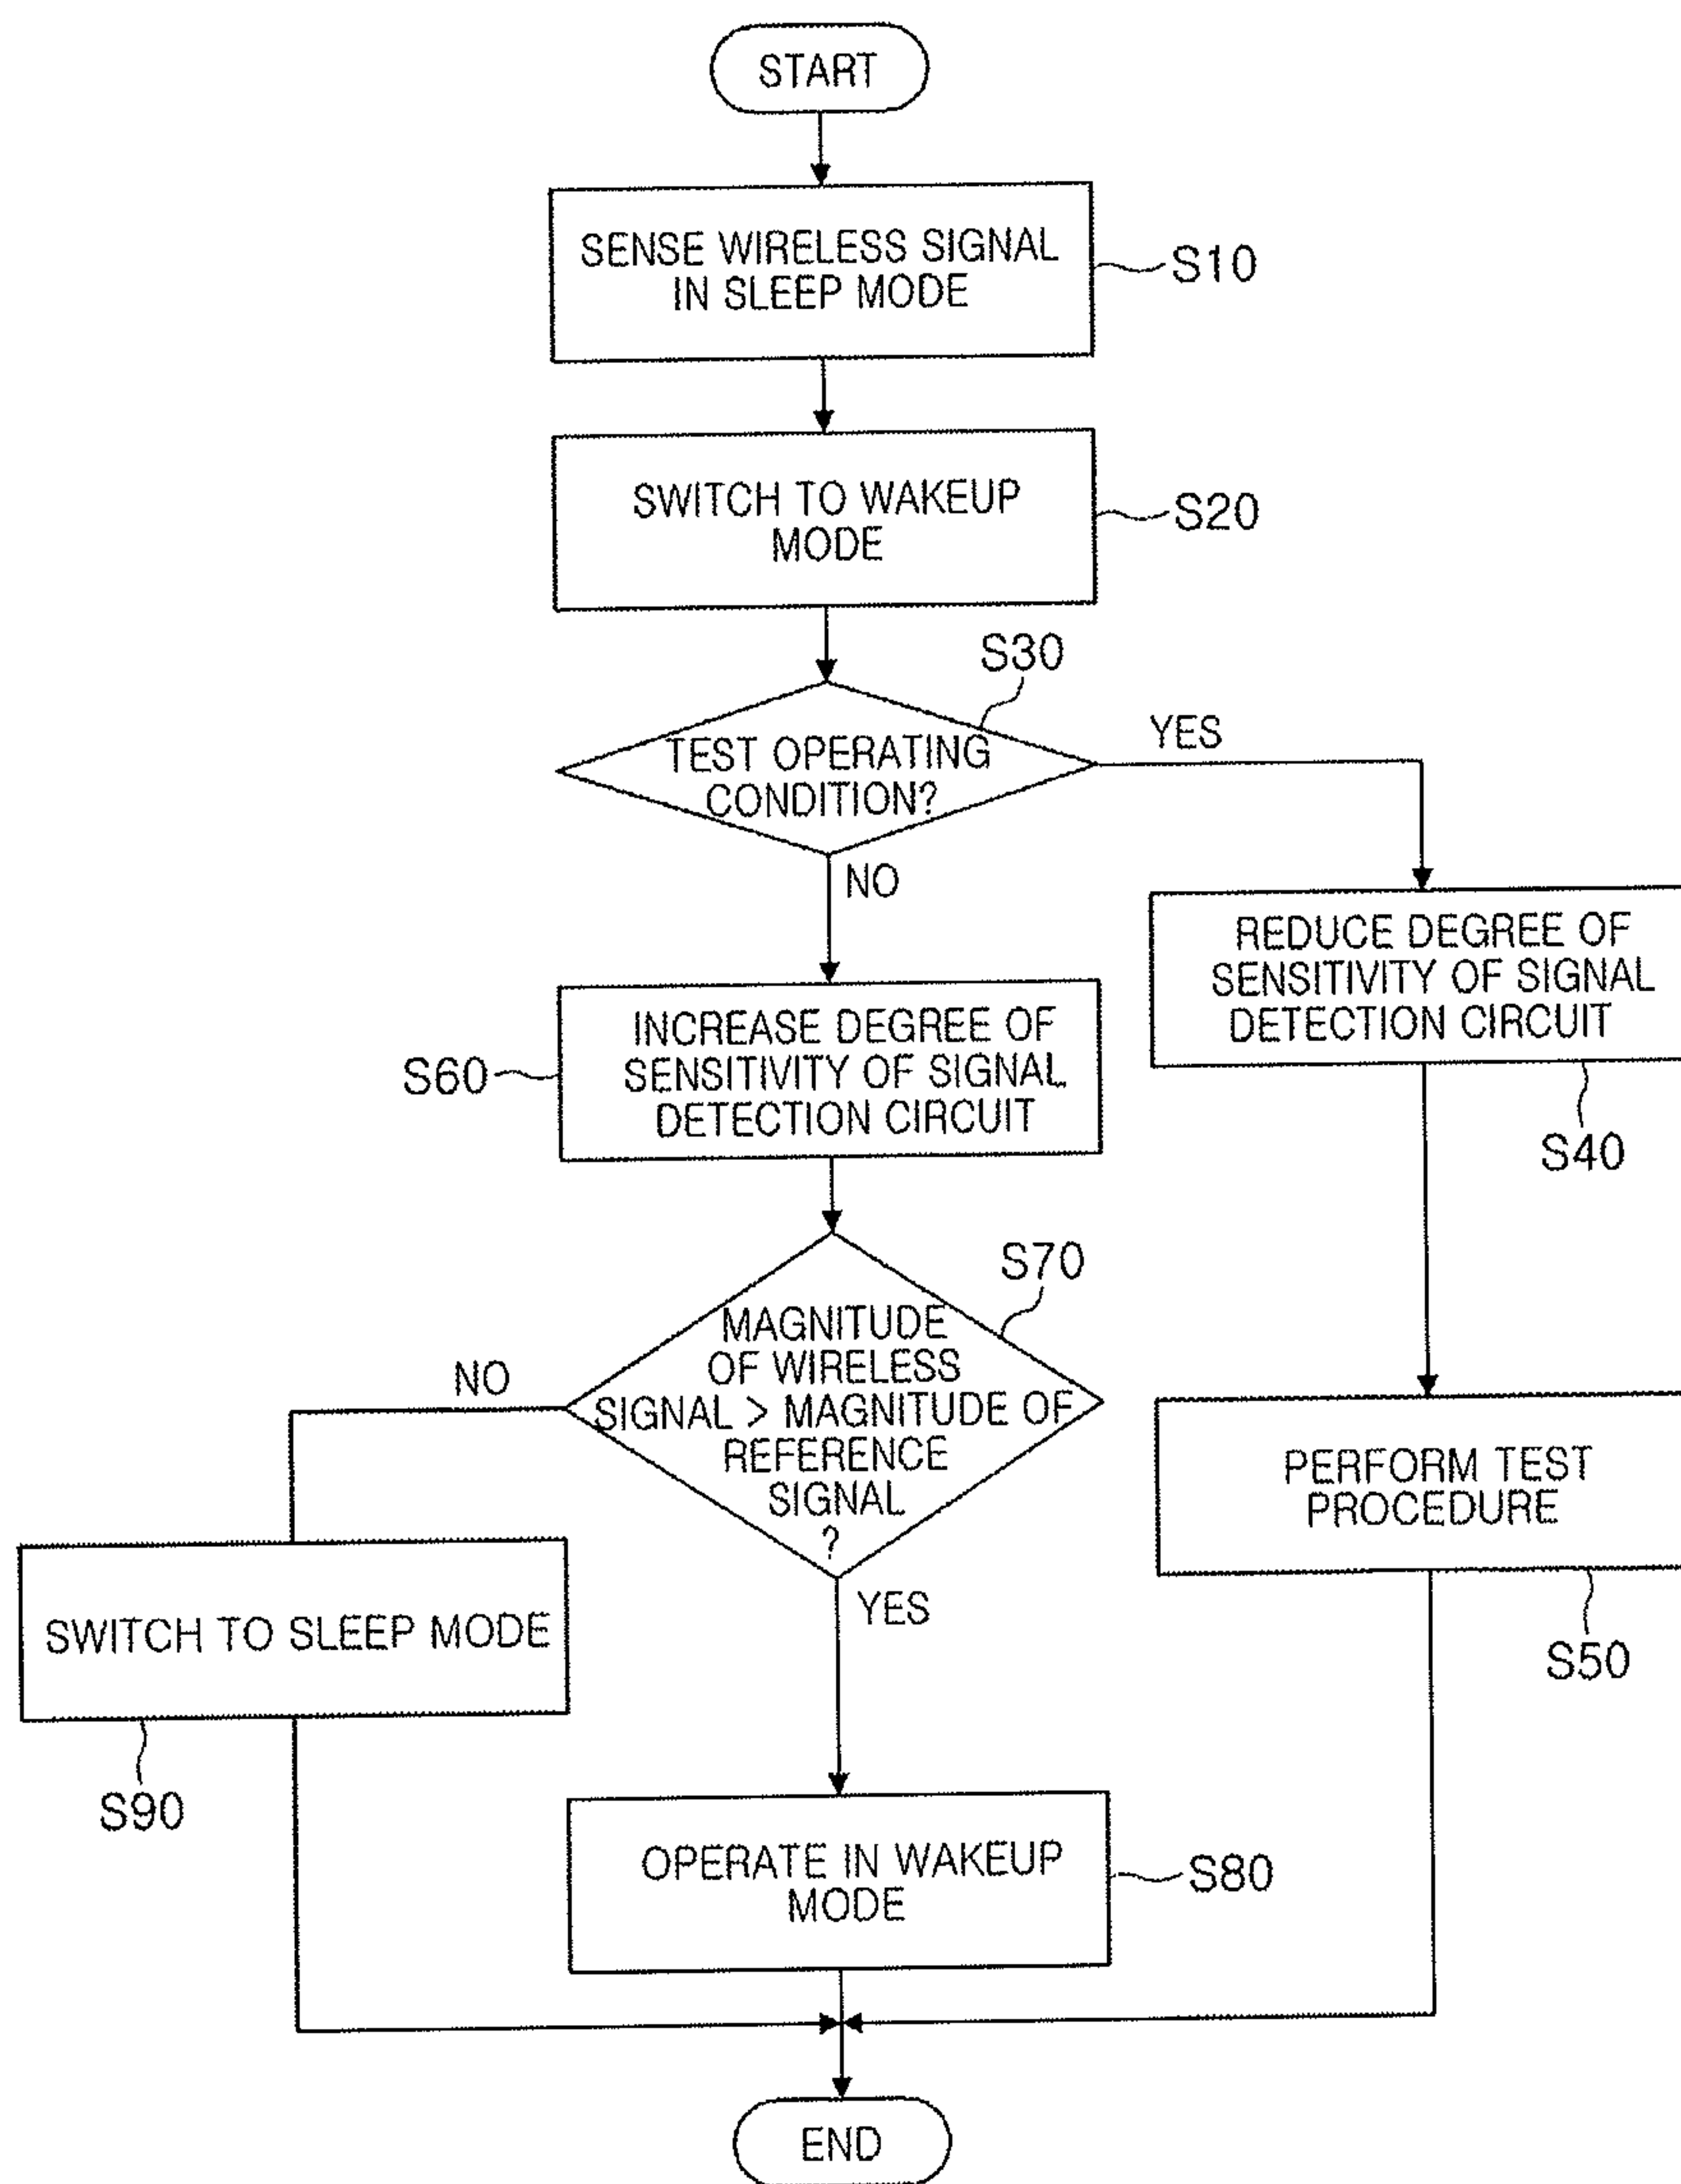 START
SENSE WIRELESS SIGNAL
IN SLEEP MODE
S10
SWITCH TO WAKEUP
MODE
S20
S30
TEST OPERATING
CONDITION?
YES
NO
REDUCE DEGREE OF
SENSITIVITY OF SIGNAL
DETECTION CIRCUIT
S40
INCREASE DEGREE OF
SENSITIVITY OF SIGNAL
DETECTION CIRCUIT
S60
S70
MAGNITUDE
OF WIRELESS
SIGNAL > MAGNITUDE OF
REFERENCE
SIGNAL
?
NO
YES
PERFORM TEST
PROCEDURE
S50
SWITCH TO SLEEP MODE
S90
OPERATE IN WAKEUP
MODE
S80
END